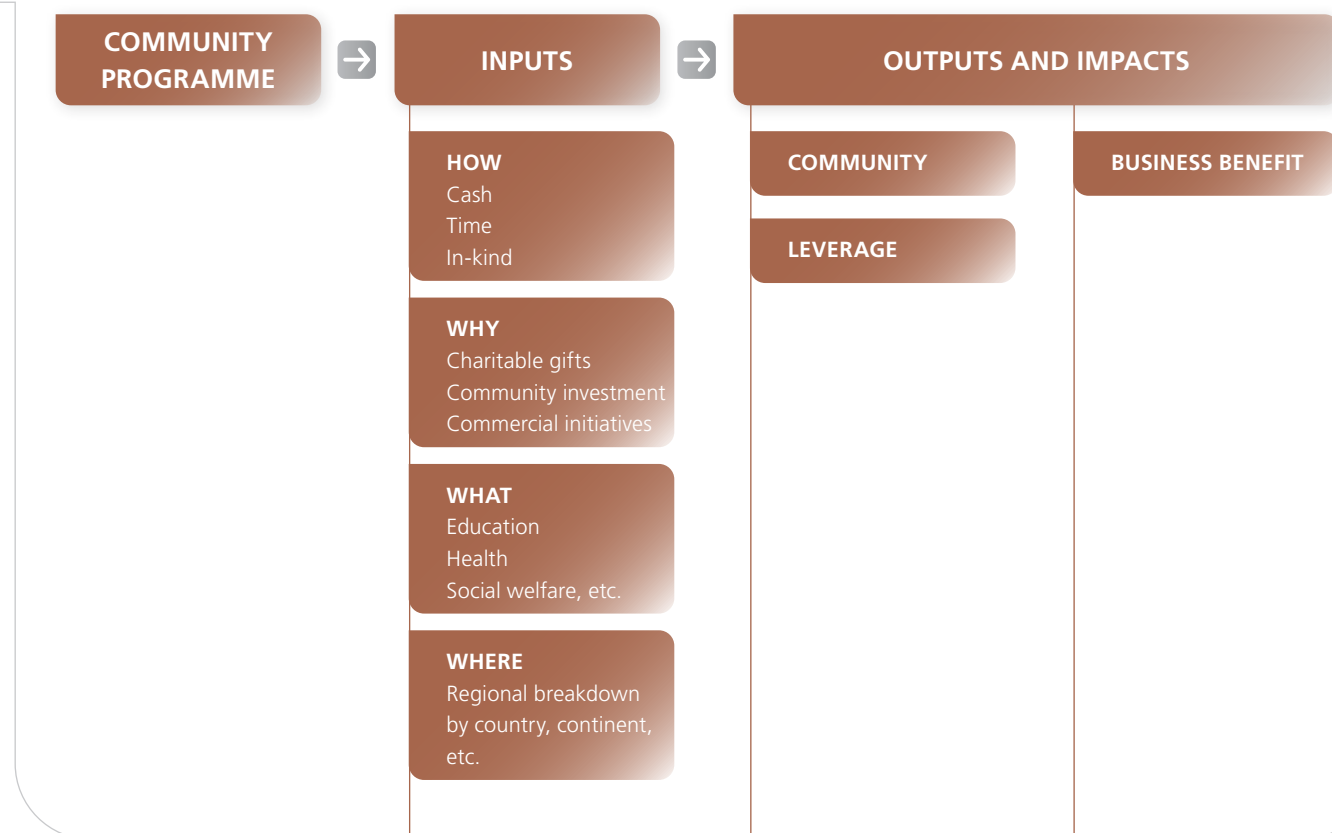 COMMUNITY
PROGRAMME
INPUTS
OUTPUTS AND IMPACTS
HOW
Cash
Time
In-kind
WHY
Charitable gifts
Community investment
Commercial initiatives
WHAT
Education
Health
Social welfare, etc.
WHERE
Regional breakdown
by country, continent,
etc.
COMMUNITY
LEVERAGE
BUSINESS BENEFIT